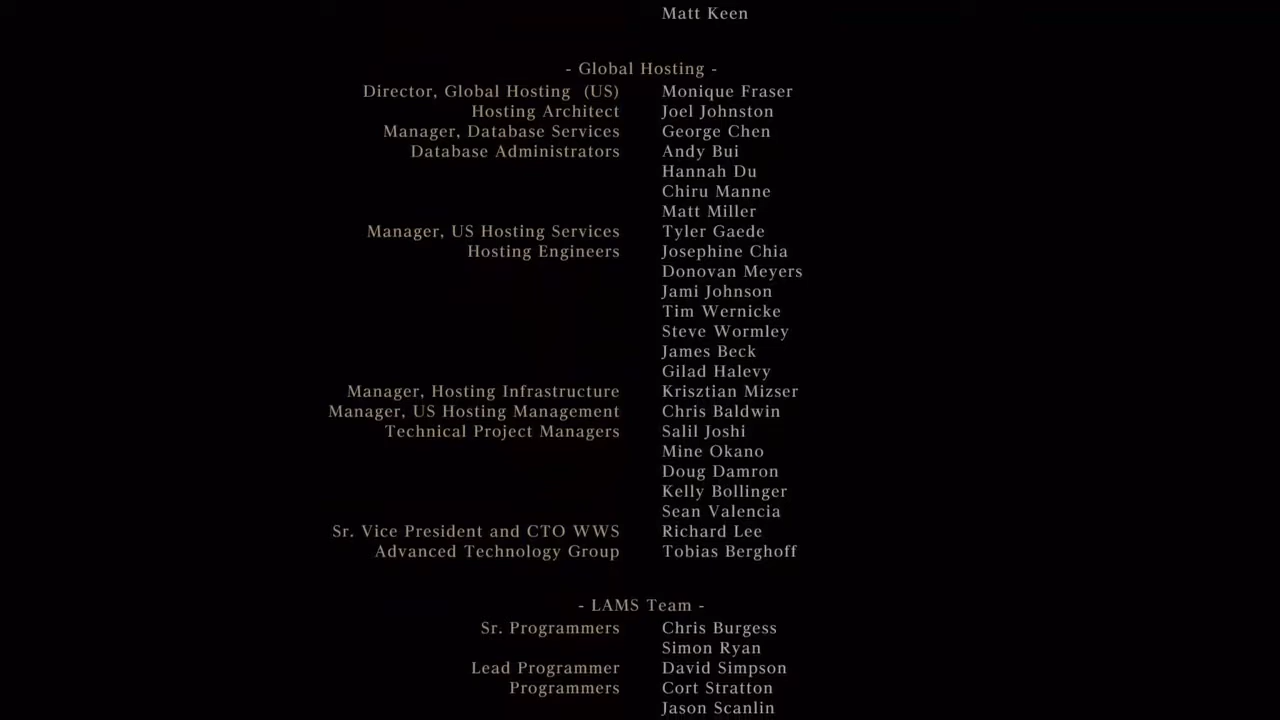 Matt Keen
- Global Hosting -
Director, Global Hosting  (US) Monique Fraser
Hosting Architect Joel Johnston
Manager, Database Services George Chen
Database Administrators Andy Bui
Hannah Du
Chiru Manne
Matt Miller
Manager, US Hosting Services Tyler Gaede
Hosting Engineers Josephine Chia
Donovan Meyers
Jami Johnson
Tim Wernicke
Steve Wormley
James Beck
Gilad Halevy
Manager, Hosting Infrastructure Krisztian Mizser
Manager, US Hosting Management Chris Baldwin
Technical Project Managers Salil Joshi
Mine Okano
Doug Damron
Kelly Bollinger
Sean Valencia
Sr. Vice President and CTO WWS Richard Lee
Advanced Technology Group Tobias Berghoff
- LAMS Team -
Sr. Programmers Chris Burgess
Simon Ryan
Lead Programmer David Simpson
Programmers Cort Stratton
Jason Scanlin